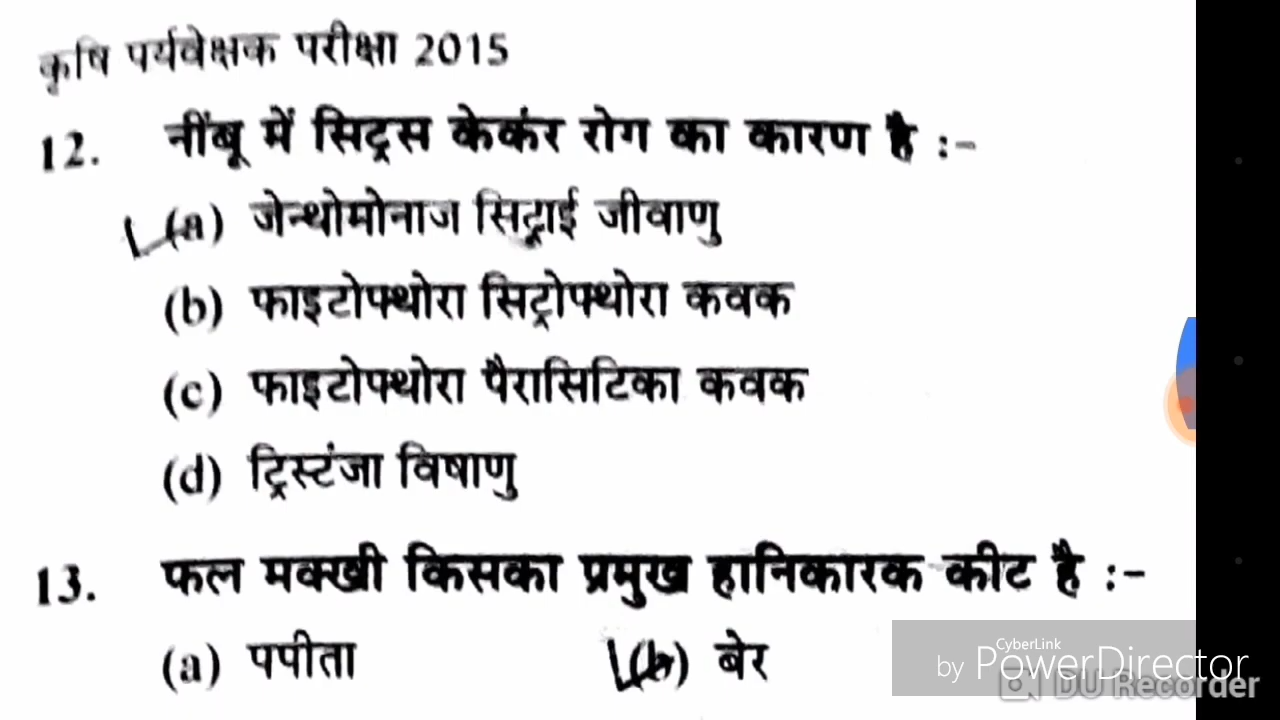 कृषि पर्यवेक्षक परीक्षा 2015
12. नींबू में सिट्रस केकंर रोग का कारण है :-
(a) जेन्थोमोनाज सिट्राई जीवाणु
(b) फाइटोफ्थोरा सिट्रोफ्थोरा कवक
(c) फाइटोफ्थोरा पैरासिटिका कवक
(d) ट्रिस्टंजा विषाणु
13. फल मक्खी किसका प्रमुख हानिकारक कीट है :-
(a) पपीता (b) बेर
CyberLink
by PowerDirector
DU Recorder